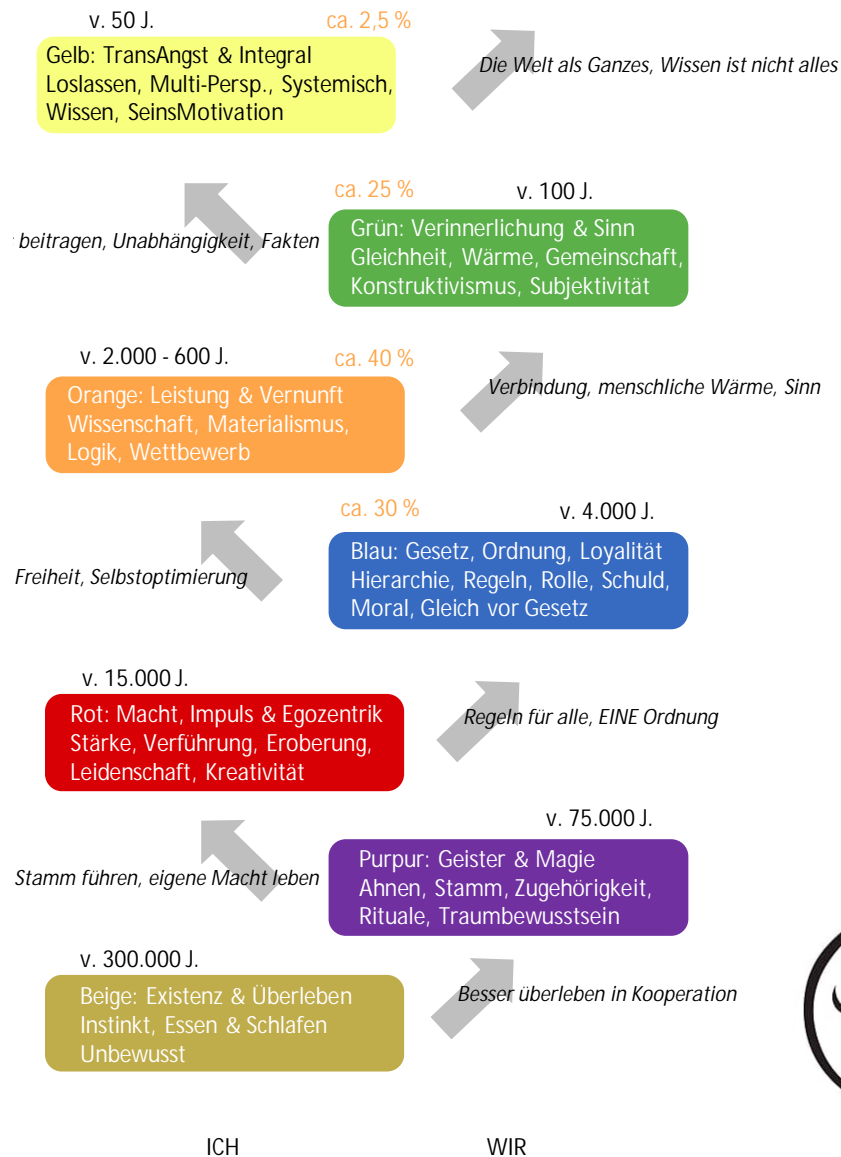 v. 50 J.
ca. 2,5 %
Gelb: TransAngst & Integral
Loslassen, Multi-Persp., Systemisch,
Wissen, SeinsMotivation
Die Welt als Ganzes, Wissen ist nicht alles
ca. 25 %
v. 100 J.
beitragen, Unabhängigkeit, Fakten
Grün: Verinnerlichung & Sinn
Gleichheit, Wärme, Gemeinschaft,
Konstruktivismus, Subjektivität
v. 2.000 - 600 J.
ca. 40 %
Orange: Leistung & Vernunft
Wissenschaft, Materialismus,
Logik, Wettbewerb
Verbindung, menschliche Wärme, Sinn
ca. 30 %
v. 4.000 J.
Blau: Gesetz, Ordnung, Loyalität
Hierarchie, Regeln, Rolle, Schuld,
Moral, Gleich vor Gesetz
Freiheit, Selbstoptimierung
v. 15.000 J.
Rot: Macht, Impuls & Egozentrik
Stärke, Verführung, Eroberung,
Leidenschaft, Kreativität
Regeln für alle, EINE Ordnung
v. 75.000 J.
Purpur: Geister & Magie
Ahnen, Stamm, Zugehörigkeit,
Rituale, Traumbewusstsein
Stamm führen, eigene Macht leben
v. 300.000 J.
Beige: Existenz & Überleben
Instinkt, Essen & Schlafen
Unbewusst
Besser überleben in Kooperation
ICH
WIR